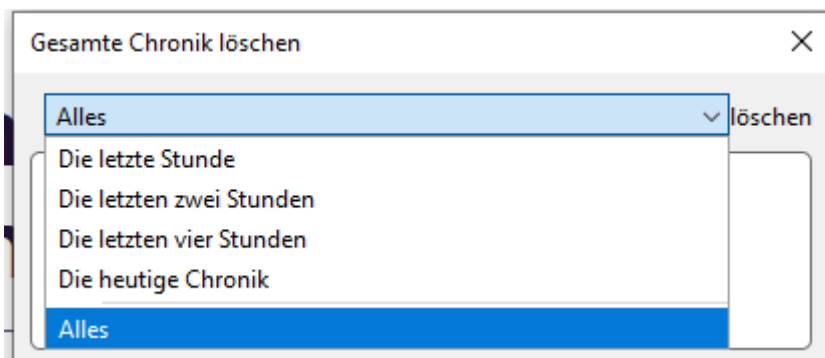 Gesamte Chronik löschen
Alles löschen
Die letzte Stunde
Die letzten zwei Stunden
Die letzten vier Stunden
Die heutige Chronik
Alles